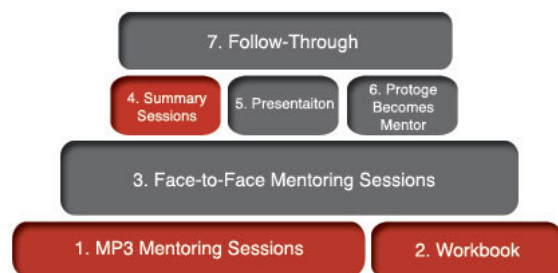 7. Follow-Through
4. Summary
Sessions
5. Presentaiton
6. Protoge
Becomes
Mentor
3. Face-to-Face Mentoring Sessions
1. MP3 Mentoring Sessions
2. Workbook